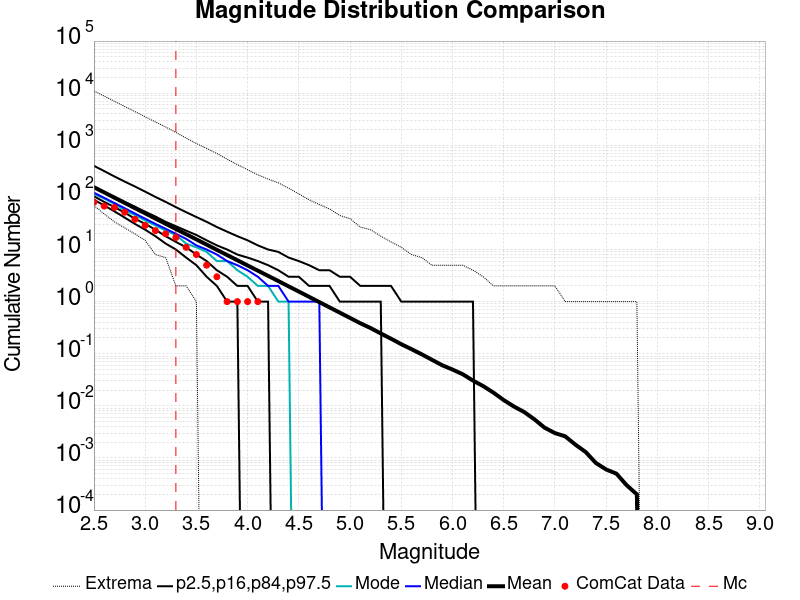 Magnitude Distribution Comparison
10^5
10^4
10^3
10^2
10^1
10^0
10^-1
10^-2
10^-3
10^-4
Cumulative Number
2.5 3.0 3.5 4.0 4.5 5.0 5.5 6.0 6.5 7.0 7.5 8.0 8.5 9.0
Magnitude
Extrema p2.5,p16,p84,p97.5 Mode Median Mean ComCat Data Mc